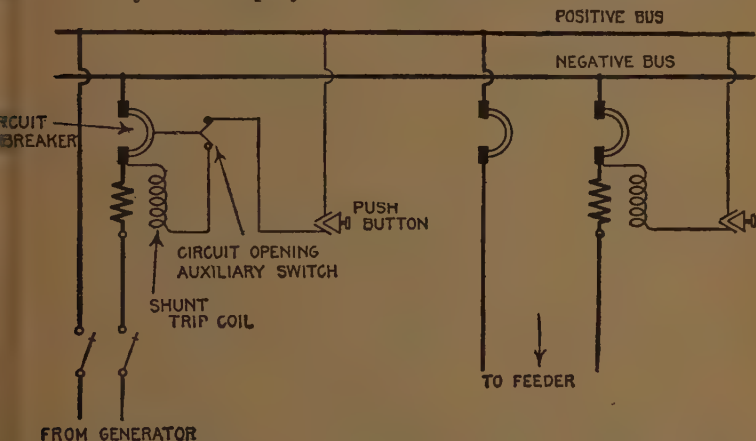 POSITIVE BUS
NEGATIVE BUS
BREAKER
PUSH
BUTTON
CIRCUIT OPENING
AUXILIARY SWITCH
SHUNT
TRIP COIL
TO FEEDER
FROM GENERATOR